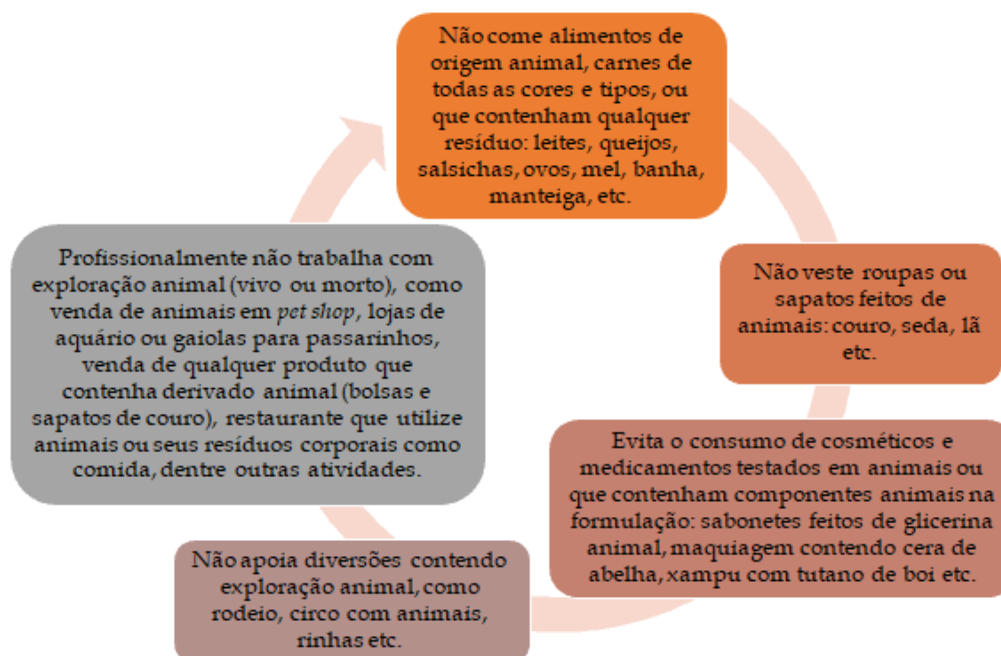 Não come alimentos de
origem animal, carnes de
todas as cores e tipos, ou
que contenham qualquer
resíduo: leites, queijos,
salsichas, ovos, mel, banha,
manteiga, etc.
Não veste roupas ou
sapatos feitos de
animais: couro, seda, lã
etc.
Evita o consumo de cosméticos e
medicamentos testados em animais ou
que contenham componentes animais na
formulação: sabonetes feitos de glicerina
animal, maquiagem contendo cera de
abelha, xampu com tutano de boi etc.
Não apoia diversões contendo
exploração animal, como
rodeio, circo com animais,
rinhas etc.
Profissionalmente não trabalha com
exploração animal (vivo ou morto), como
venda de animais em pet shop, lojas de
aquário ou gaiolas para passarinhos,
venda de qualquer produto que
contenha derivado animal (bolsas e
sapatos de couro), restaurante que utilize
animais ou seus resíduos corporais como
comida, dentre outras atividades.